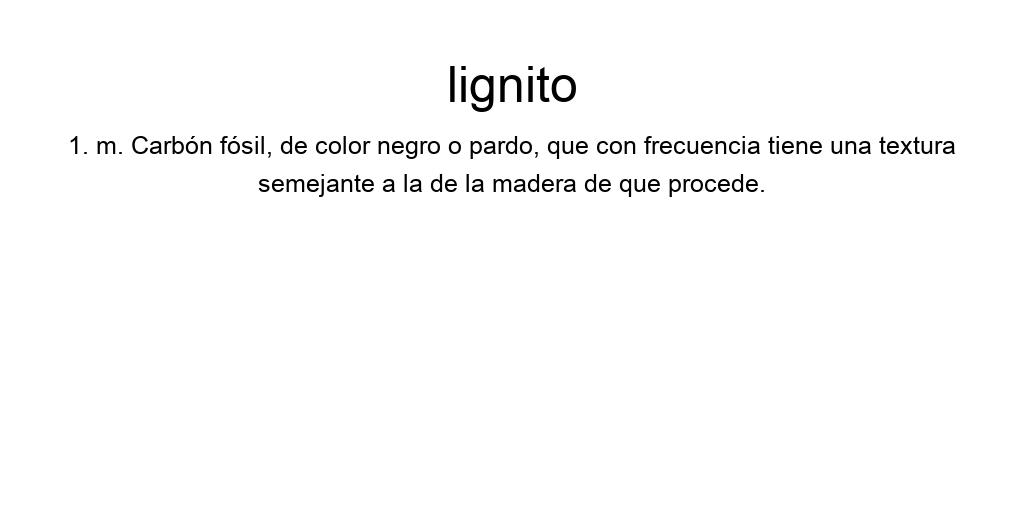 lignito
1. m. Carbón fósil, de color negro o pardo, que con frecuencia tiene una textura
semejante a la de la madera de que procede.